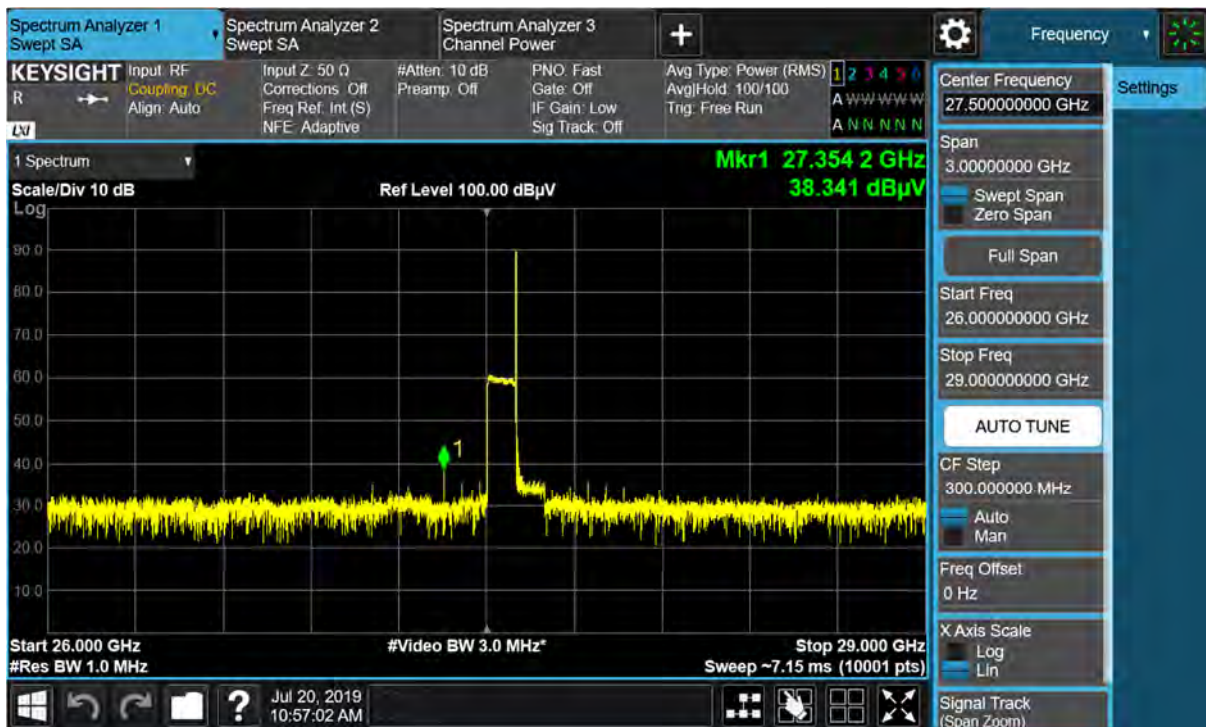 Spectrum Analyzer 1
Swept SA
Spectrum Analyzer 2
Swept SA
Spectrum Analyzer 3
Channel Power
+
Frequency
KEYSIGHT
R
LXI
Input: RF
Coupling: DC
Align: Auto
Input Z: 50 Ω
Corrections: Off
Freq Ref: Int (S)
NFE: Adaptive
#Atten: 10 dB
Preamp: Off
PNO: Fast
Gate: Off
IF Gain: Low
Sig Track: Off
Avg Type: Power (RMS)
Avg|Hold: 100/100
Trig: Free Run
1 2 3 4 5 6
A W W W W W
A N N N N N
1 Spectrum
Scale/Div 10 dB
Ref Level 100.00 dBµV
Mkr1 27.354 2 GHz
38.341 dBµV
Log
90.0
80.0
70.0
60.0
50.0
40.0
30.0
20.0
10.0
1
Start 26.000 GHz
#Video BW 3.0 MHz*
Stop 29.000 GHz
#Res BW 1.0 MHz
Sweep ~7.15 ms (10001 pts)
Center Frequency
27.500000000 GHz
Settings
Span
3.00000000 GHz
Swept Span
Zero Span
Full Span
Start Freq
26.000000000 GHz
Stop Freq
29.000000000 GHz
AUTO TUNE
CF Step
300.000000 MHz
Auto
Man
Freq Offset
0 Hz
X Axis Scale
Log
Lin
Signal Track
(Span Zoom)
?
Jul 20, 2019
10:57:02 AM